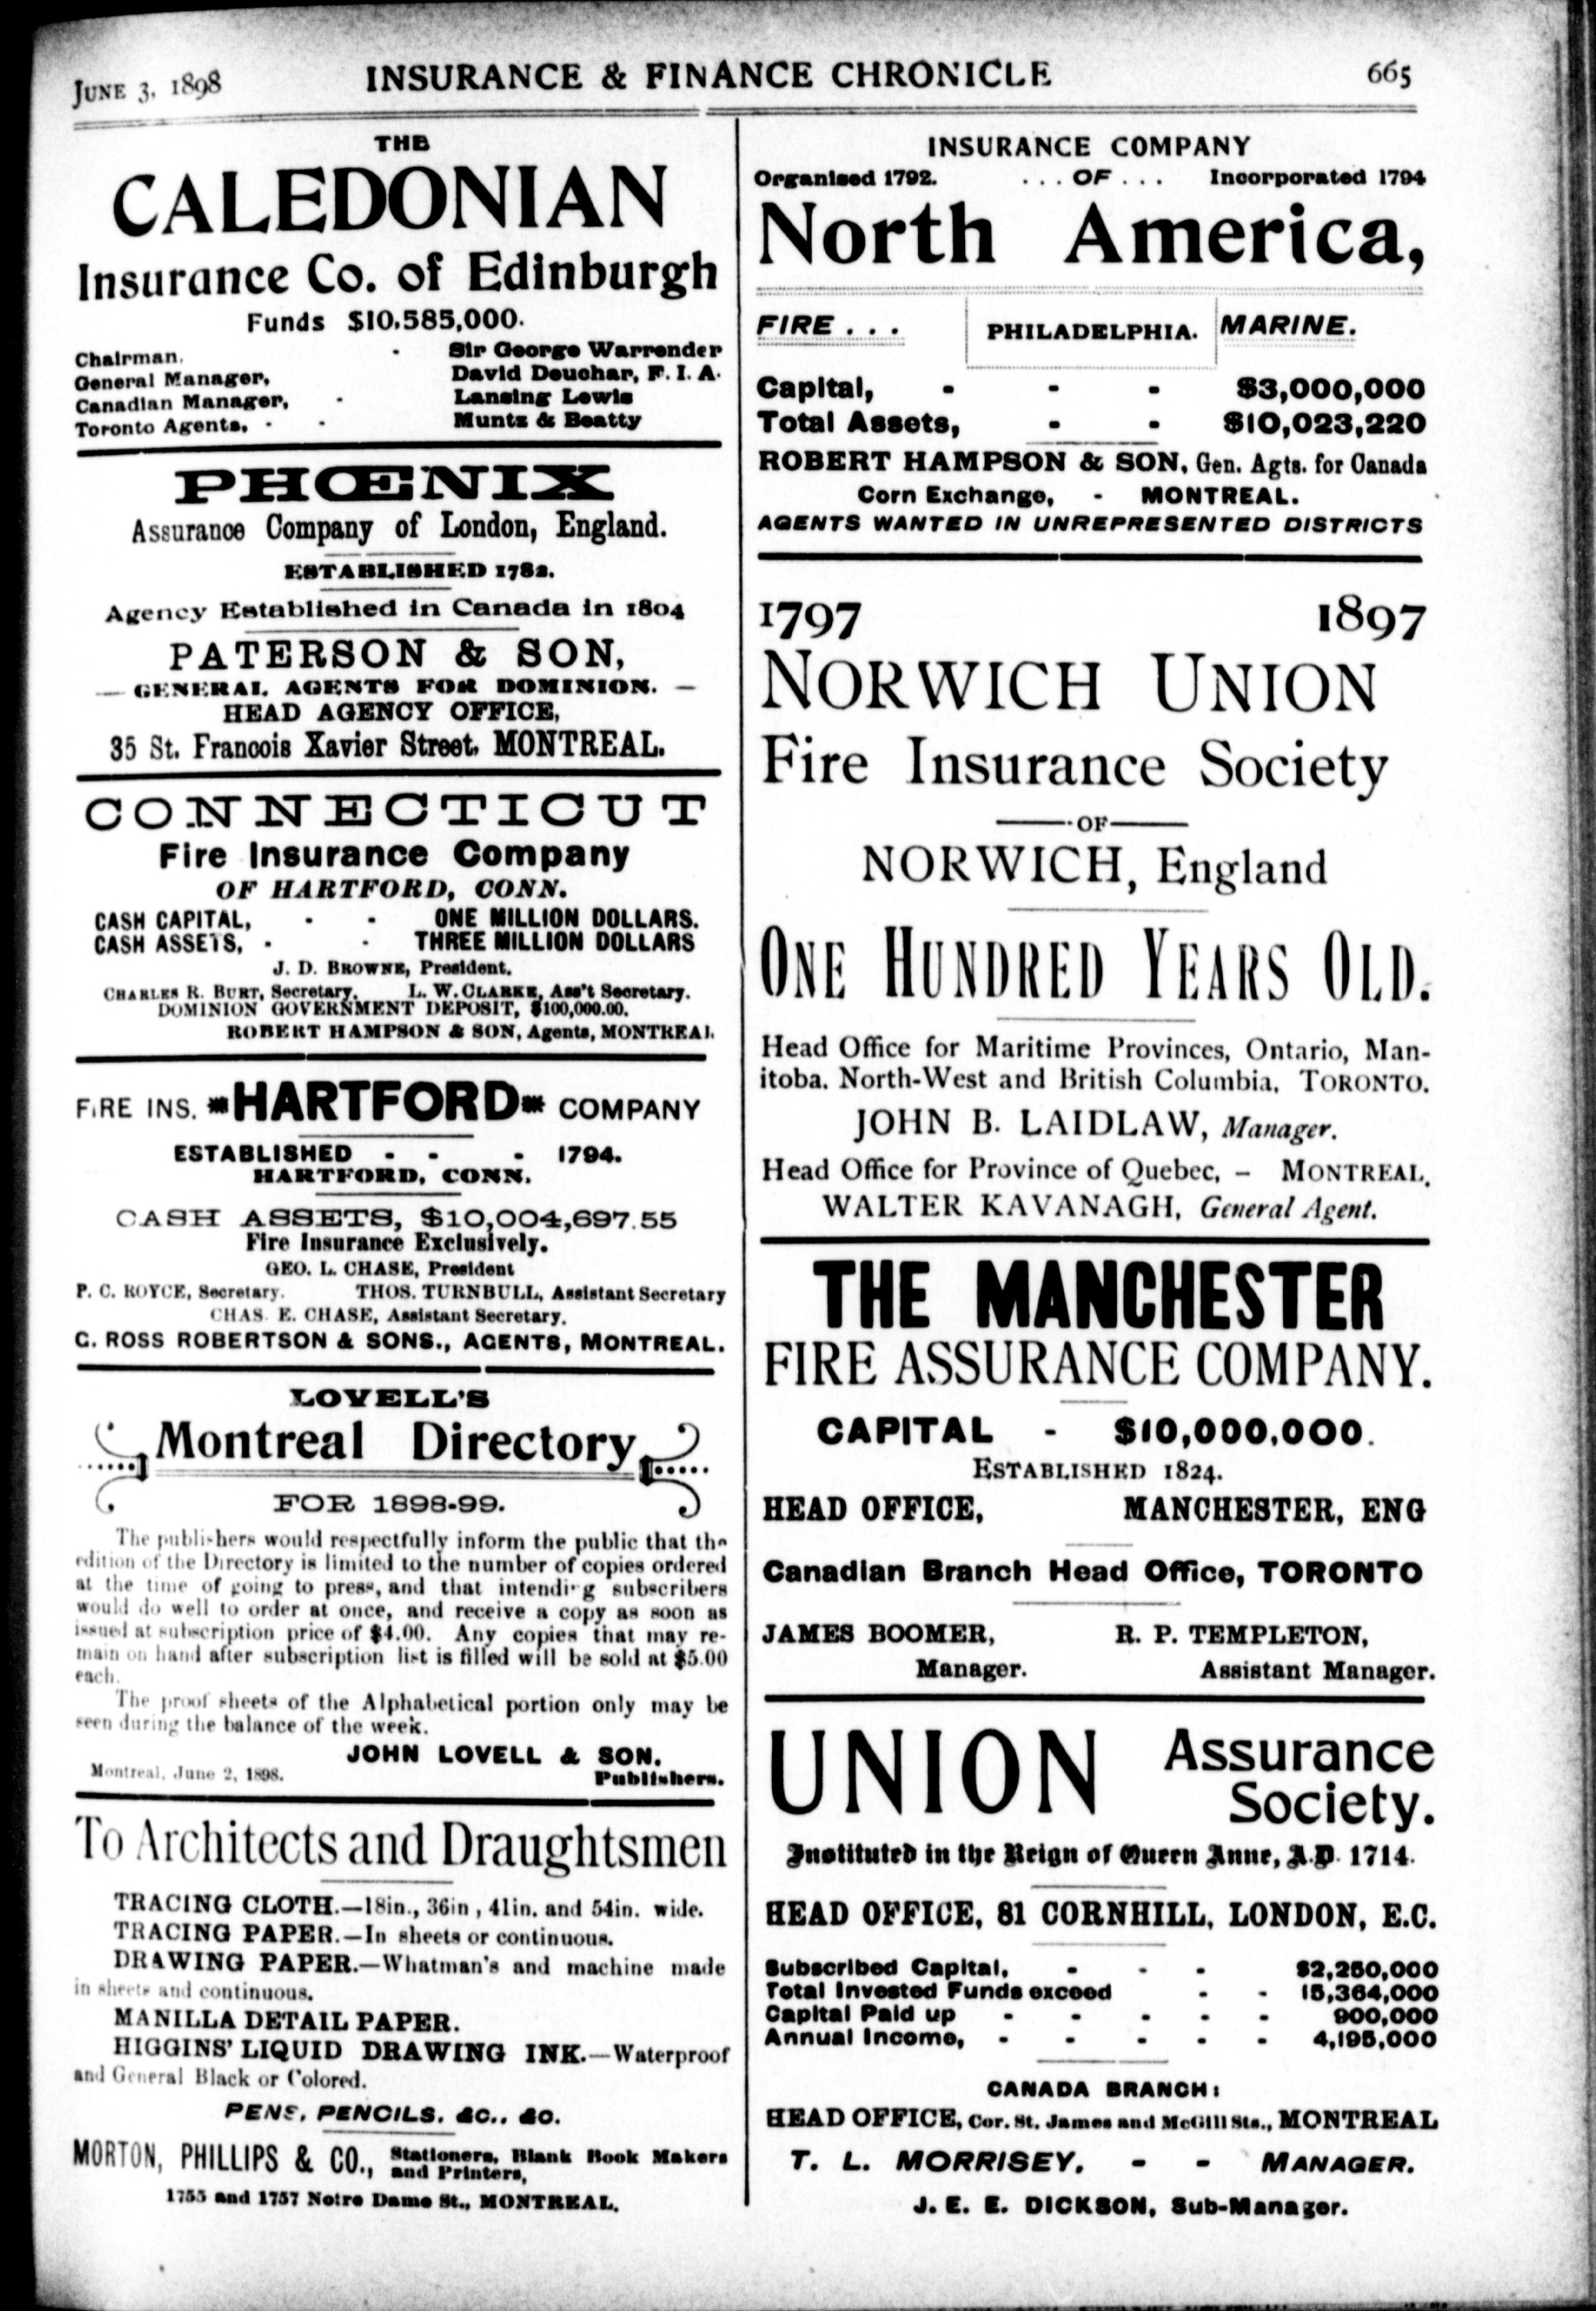 JUNE 3, 1898 INSURANCE & FINANCE CHRONICLE 665
THE
CALEDONIAN
Insurance Co. of Edinburgh
Funds $10,585,000.
Chairman, - Sir George Warrender
General Manager, David Deuchar, F. I. A.
Canadian Manager, - Lansing Lewis
Toronto Agents, - - Muntz & Beatty
PHŒNIX
Assurance Company of London, England.
ESTABLISHED 1782.
Agency Established in Canada in 1804
PATERSON & SON,
— GENERAL AGENTS FOR DOMINION. —
HEAD AGENCY OFFICE,
35 St. Francois Xavier Street, MONTREAL.
CONNECTICUT
Fire Insurance Company
OF HARTFORD, CONN.
CASH CAPITAL, - - ONE MILLION DOLLARS.
CASH ASSETS, - - THREE MILLION DOLLARS
J. D. BROWNE, President.
CHARLES R. BURT, Secretary. L. W. CLARKE, Ass't Secretary.
DOMINION GOVERNMENT DEPOSIT, $100,000.00.
ROBERT HAMPSON & SON, Agents, MONTREAL
FIRE INS. HARTFORD COMPANY
ESTABLISHED - - - 1794.
HARTFORD, CONN.
CASH ASSETS, $10,004,697.55
Fire Insurance Exclusively.
GEO. L. CHASE, President
P. C. ROYCE, Secretary. THOS. TURNBULL, Assistant Secretary
CHAS. E. CHASE, Assistant Secretary.
C. ROSS ROBERTSON & SONS., AGENTS, MONTREAL.
LOVELL'S
Montreal Directory
FOR 1898-99.
The publishers would respectfully inform the public that the
edition of the Directory is limited to the number of copies ordered
at the time of going to press, and that intending subscribers
would do well to order at once, and receive a copy as soon as
issued at subscription price of $4.00. Any copies that may re-
main on hand after subscription list is filled will be sold at $5.00
each.
The proof sheets of the Alphabetical portion only may be
seen during the balance of the week.
JOHN LOVELL & SON.
Montreal, June 2, 1898. Publishers.
To Architects and Draughtsmen
TRACING CLOTH.—18in., 36in, 41in. and 54in. wide.
TRACING PAPER.—In sheets or continuous.
DRAWING PAPER.—Whatman's and machine made
in sheets and continuous.
MANILLA DETAIL PAPER.
HIGGINS' LIQUID DRAWING INK.—Waterproof
and General Black or Colored.
PENS, PENCILS, &C., &C.
MORTON, PHILLIPS & CO., Stationers, Blank Book Makers
and Printers,
1755 and 1757 Notre Dame St., MONTREAL.
INSURANCE COMPANY
Organised 1792. ... OF ... Incorporated 1794
North America,
FIRE ... PHILADELPHIA. MARINE.
Capital, - - - $3,000,000
Total Assets, - - $10,023,220
ROBERT HAMPSON & SON, Gen. Agts. for Canada
Corn Exchange, - MONTREAL.
AGENTS WANTED IN UNREPRESENTED DISTRICTS
1797 1897
NORWICH UNION
Fire Insurance Society
—OF—
NORWICH, England
ONE HUNDRED YEARS OLD.
Head Office for Maritime Provinces, Ontario, Man-
itoba, North-West and British Columbia, TORONTO.
JOHN B. LAIDLAW, Manager.
Head Office for Province of Quebec, - MONTREAL.
WALTER KAVANAGH, General Agent.
THE MANCHESTER
FIRE ASSURANCE COMPANY.
CAPITAL - $10,000,000.
ESTABLISHED 1824.
HEAD OFFICE, MANCHESTER, ENG
Canadian Branch Head Office, TORONTO
JAMES BOOMER, R. P. TEMPLETON,
Manager. Assistant Manager.
UNION Assurance
Society.
Instituted in the Reign of Queen Anne, A.D. 1714.
HEAD OFFICE, 81 CORNHILL, LONDON, E.C.
Subscribed Capital, - - - $2,250,000
Total Invested Funds exceed - - 15,364,000
Capital Paid up - - - - - 900,000
Annual Income, - - - - - 4,195,000
CANADA BRANCH:
HEAD OFFICE, Cor. St. James and McGill Sts., MONTREAL
T. L. MORRISEY, - - MANAGER.
J. E. E. DICKSON, Sub-Manager.